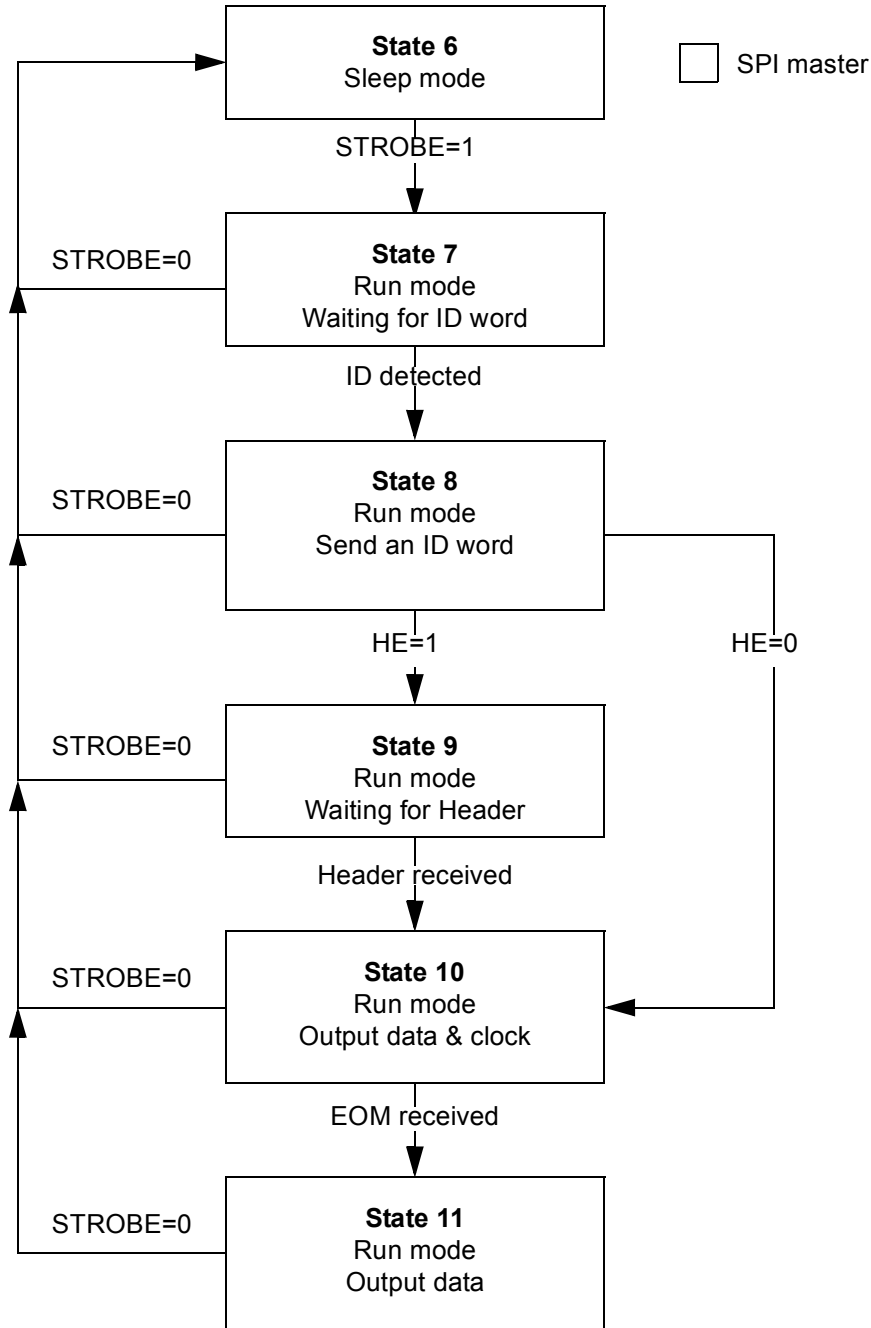 State 6
Sleep mode
SPI master
STROBE=1
State 7
Run mode
Waiting for ID word
STROBE=0
ID detected
State 8
Run mode
Send an ID word
STROBE=0
HE=1
HE=0
State 9
Run mode
Waiting for Header
STROBE=0
Header received
State 10
Run mode
Output data & clock
STROBE=0
EOM received
State 11
Run mode
Output data
STROBE=0